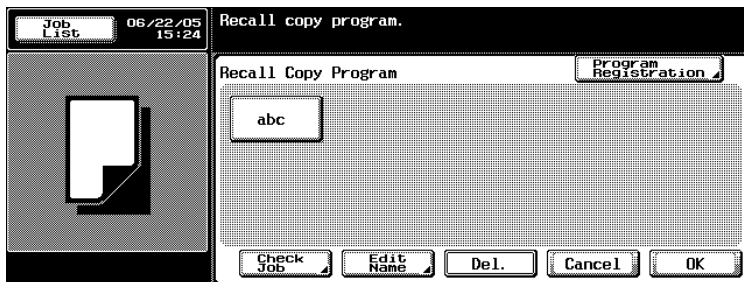 Job
List
06/22/05
15:24
Recall copy program.
Recall Copy Program
Program
Registration
abc
Check
Job
Edit
Name
Del.
Cancel
OK